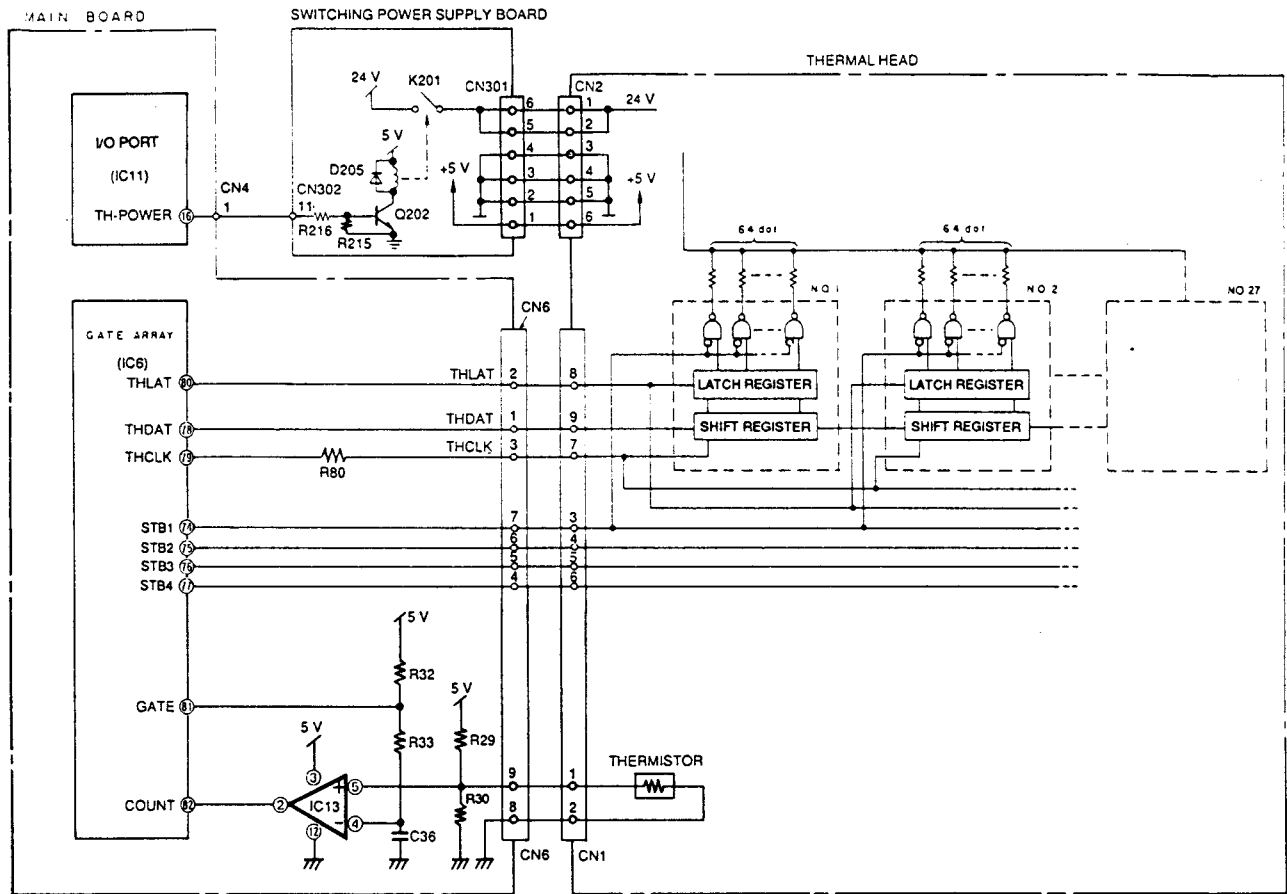 MAIN BOARD
SWITCHING POWER SUPPLY BOARD
THERMAL HEAD
I/O PORT
(IC11)
TH-POWER
16
CN4
1
CN302
11
R216
R215
Q202
D205
5 V
24 V
K201
CN301
6
5
4
3
2
1
+5 V
CN2
1
2
3
4
5
6
24 V
+5 V
64 dot
64 dot
NO.1
NO.2
NO 27
LATCH REGISTER
SHIFT REGISTER
LATCH REGISTER
SHIFT REGISTER
GATE ARRAY
(IC6)
CN6
THLAT
80
THLAT
2
8
THDAT
78
THDAT
1
9
THCLK
79
R80
THCLK
3
7
STB1
74
7
3
STB2
75
6
4
STB3
76
5
5
STB4
77
4
6
5 V
R32
GATE
81
R33
5 V
R29
5 V
3
COUNT
82
2
IC13
+
5
-
4
12
C36
R30
9
8
1
2
THERMISTOR
CN6
CN1